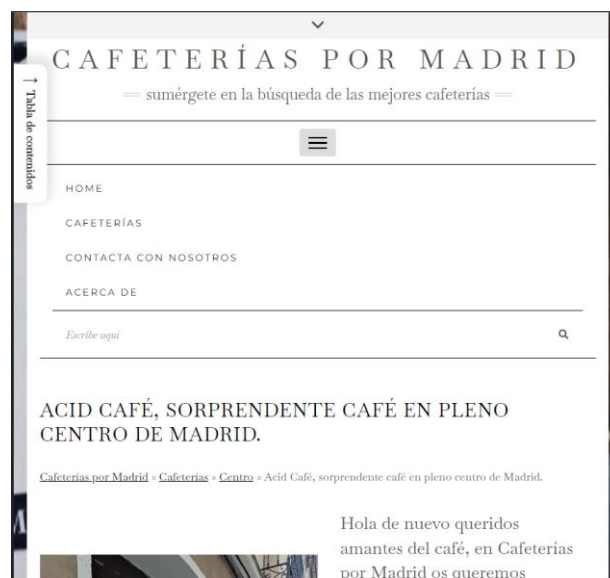 CAFETERÍAS POR MADRID
sumérgete en la búsqueda de las mejores cafeterías
↑ Tabla de contenidos
HOME
CAFETERÍAS
CONTACTA CON NOSOTROS
ACERCA DE
Escribe aquí
ACID CAFÉ, SORPRENDENTE CAFÉ EN PLENO
CENTRO DE MADRID.
Cafeterías por Madrid » Cafeterías » Centro » Acid Café, sorprendente café en pleno centro de Madrid.
Hola de nuevo queridos
amantes del café, en Cafeterías
por Madrid os queremos